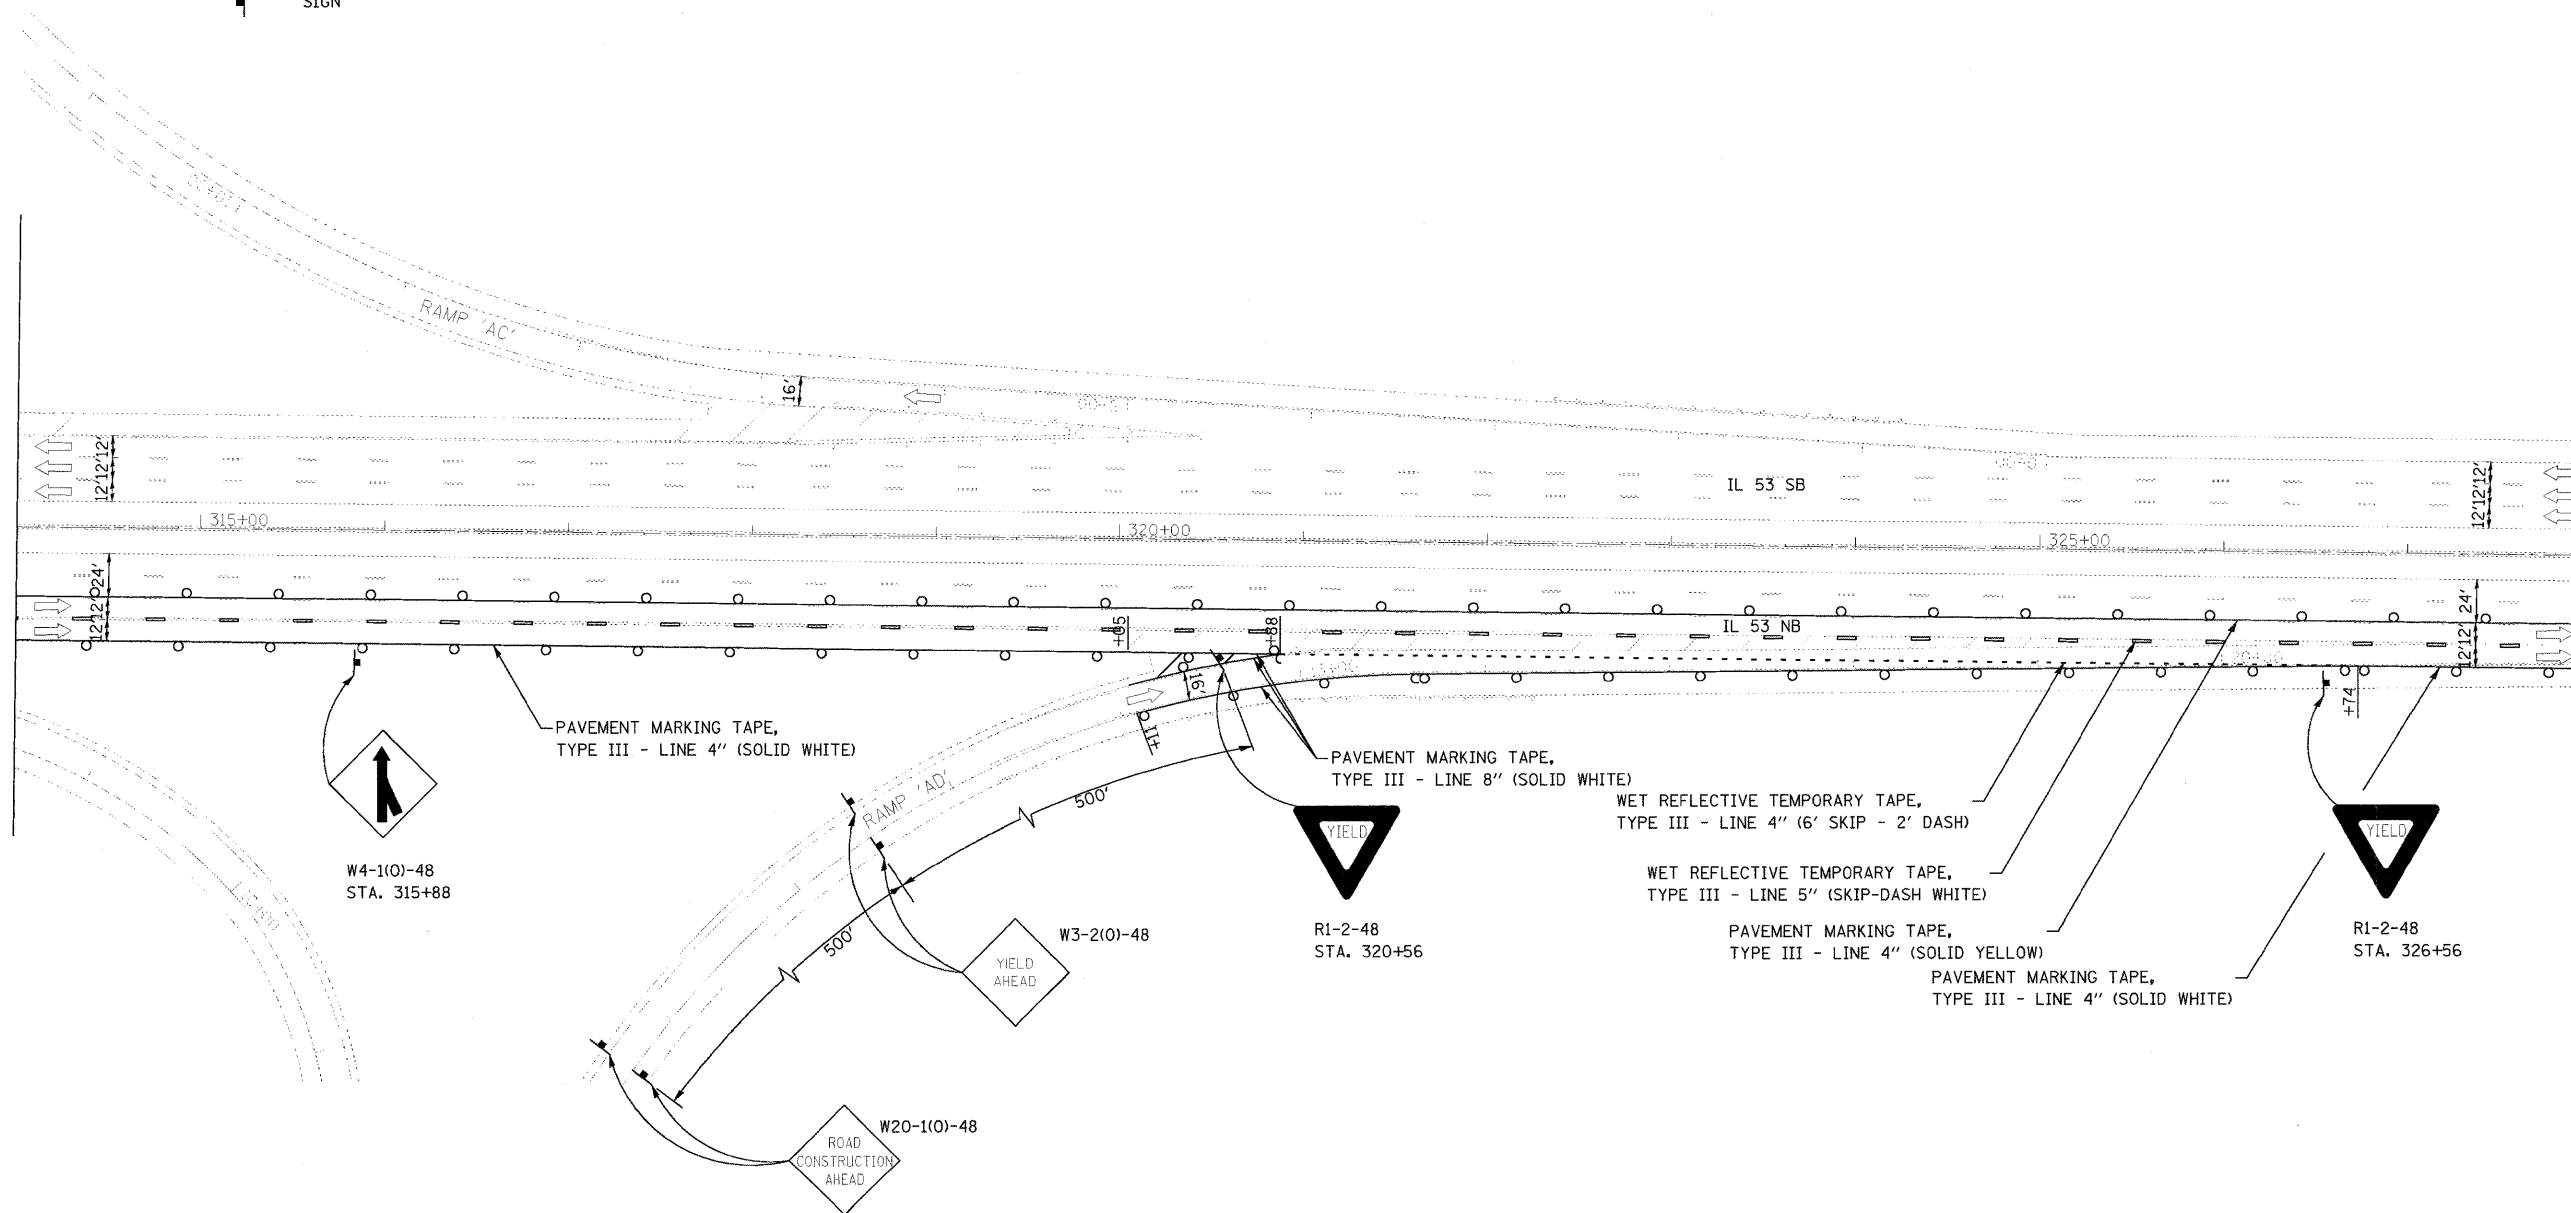 SIGN
RAMP 'AC'
16'
12'12'12'
IL 53 SB
12'12'12'
315+00
320+00
325+00
24'
12'12'
+05
+88
IL 53 NB
24'
12'12'
16'
+11
+74
PAVEMENT MARKING TAPE,
TYPE III - LINE 4" (SOLID WHITE)
W4-1(O)-48
STA. 315+88
RAMP 'AD'
500'
500'
PAVEMENT MARKING TAPE,
TYPE III - LINE 8" (SOLID WHITE)
YIELD
R1-2-48
STA. 320+56
W3-2(O)-48
YIELD
AHEAD
W20-1(O)-48
ROAD
CONSTRUCTION
AHEAD
WET REFLECTIVE TEMPORARY TAPE,
TYPE III - LINE 4" (6' SKIP - 2' DASH)
WET REFLECTIVE TEMPORARY TAPE,
TYPE III - LINE 5" (SKIP-DASH WHITE)
PAVEMENT MARKING TAPE,
TYPE III - LINE 4" (SOLID YELLOW)
PAVEMENT MARKING TAPE,
TYPE III - LINE 4" (SOLID WHITE)
YIELD
R1-2-48
STA. 326+56